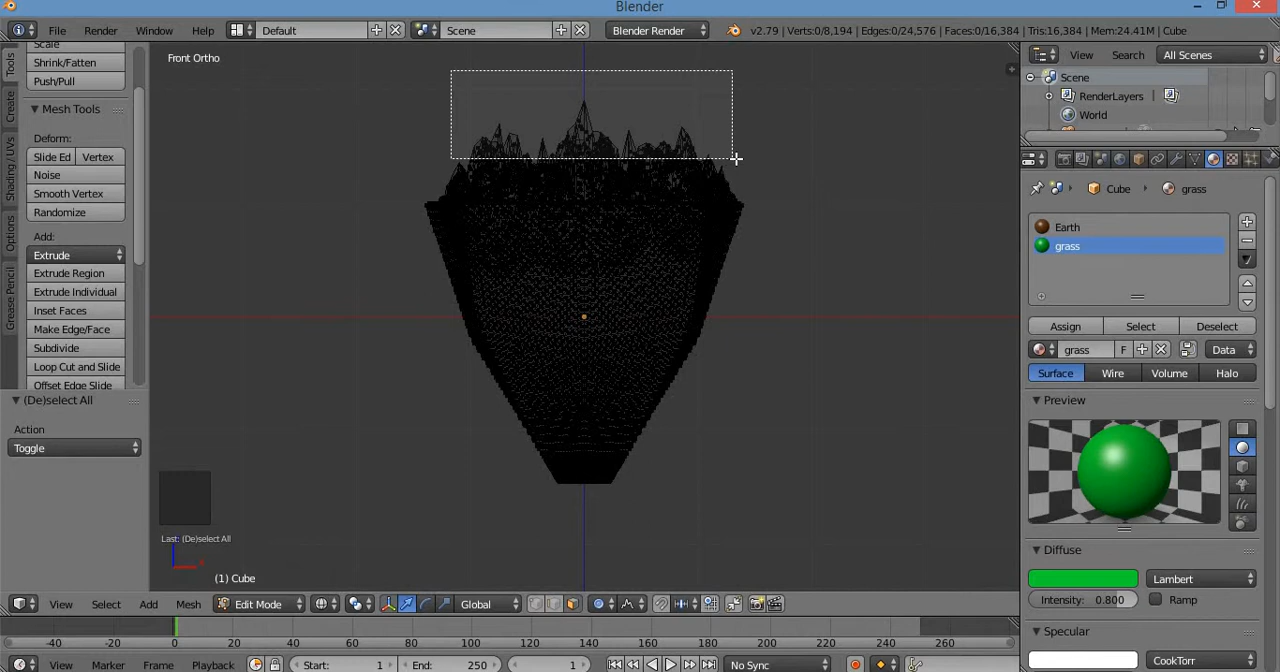 Blender
File Render Window Help Default Scene Blender Render v2.79 | Verts:0/8,194 | Edges:0/24,576 | Faces:0/16,384 | Tris:16,384 | Mem:24.41M | Cube
Tools
Create
Shading / UVs
Options
Grease Pencil
Scale
Shrink/Fatten
Push/Pull
Mesh Tools
Deform:
Slide Ed Vertex
Noise
Smooth Vertex
Randomize
Add:
Extrude
Extrude Region
Extrude Individual
Inset Faces
Make Edge/Face
Subdivide
Loop Cut and Slide
Offset Edge Slide
(De)select All
Action
Toggle
Front Ortho
Last: (De)select All
(1) Cube
View Select Add Mesh Edit Mode Global
-40 -20 0 20 40 60 80 100 120 140 160 180 200 220 240 260
View Marker Frame Playback Start: 1 End: 250 1 No Sync
View Search All Scenes
Scene
RenderLayers |
World
Cube grass
Earth
grass
Assign Select Deselect
grass F Data
Surface Wire Volume Halo
Preview
Diffuse
Lambert
Intensity: 0.800 Ramp
Specular
CookTorr